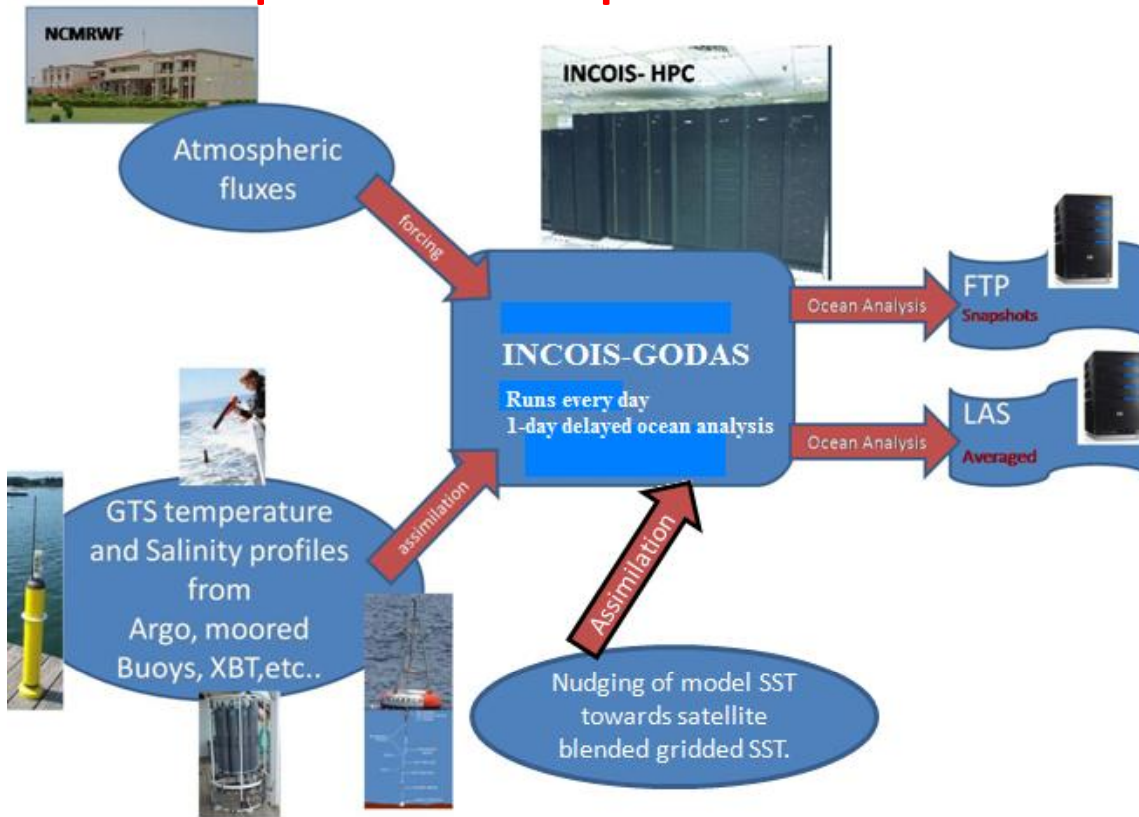 NCMRWF
INCOIS- HPC
Atmospheric
fluxes
forcing
INCOIS-GODAS
Runs every day
1-day delayed ocean analysis
Ocean Analysis
FTP
Snapshots
Ocean Analysis
LAS
Averaged
GTS temperature
and Salinity profiles
from
Argo, moored
Buoys, XBT,etc..
assimilation
Assimilation
Nudging of model SST
towards satellite
blended gridded SST.